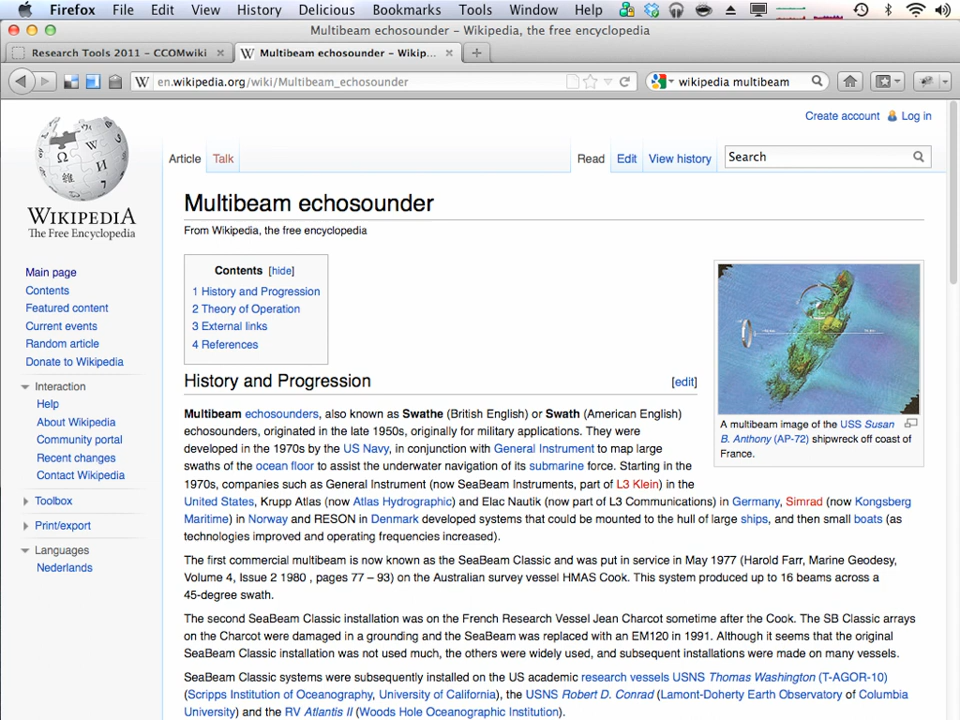 Firefox File Edit View History Delicious Bookmarks Tools Window Help
Multibeam echosounder – Wikipedia, the free encyclopedia
Research Tools 2011 – CCOMwiki
Multibeam echosounder – Wikip...
en.wikipedia.org/wiki/Multibeam_echosounder
wikipedia multibeam
Create account Log in
Article Talk Read Edit View history Search
WIKIPEDIA
The Free Encyclopedia
Main page
Contents
Featured content
Current events
Random article
Donate to Wikipedia
Interaction
Help
About Wikipedia
Community portal
Recent changes
Contact Wikipedia
Toolbox
Print/export
Languages
Nederlands
Multibeam echosounder
From Wikipedia, the free encyclopedia
Contents [hide]
1 History and Progression
2 Theory of Operation
3 External links
4 References
A multibeam image of the USS Susan
B. Anthony (AP-72) shipwreck off coast of
France.
History and Progression [edit]
Multibeam echosounders, also known as Swathe (British English) or Swath (American English)
echosounders, originated in the late 1950s, originally for military applications. They were
developed in the 1970s by the US Navy, in conjunction with General Instrument to map large
swaths of the ocean floor to assist the underwater navigation of its submarine force. Starting in the
1970s, companies such as General Instrument (now SeaBeam Instruments, part of L3 Klein) in the
United States, Krupp Atlas (now Atlas Hydrographic) and Elac Nautik (now part of L3 Communications) in Germany, Simrad (now Kongsberg
Maritime) in Norway and RESON in Denmark developed systems that could be mounted to the hull of large ships, and then small boats (as
technologies improved and operating frequencies increased).
The first commercial multibeam is now known as the SeaBeam Classic and was put in service in May 1977 (Harold Farr, Marine Geodesy,
Volume 4, Issue 2 1980 , pages 77 – 93) on the Australian survey vessel HMAS Cook. This system produced up to 16 beams across a
45-degree swath.
The second SeaBeam Classic installation was on the French Research Vessel Jean Charcot sometime after the Cook. The SB Classic arrays
on the Charcot were damaged in a grounding and the SeaBeam was replaced with an EM120 in 1991. Although it seems that the original
SeaBeam Classic installation was not used much, the others were widely used, and subsequent installations were made on many vessels.
SeaBeam Classic systems were subsequently installed on the US academic research vessels USNS Thomas Washington (T-AGOR-10)
(Scripps Institution of Oceanography, University of California), the USNS Robert D. Conrad (Lamont-Doherty Earth Observatory of Columbia
University) and the RV Atlantis II (Woods Hole Oceanographic Institution).